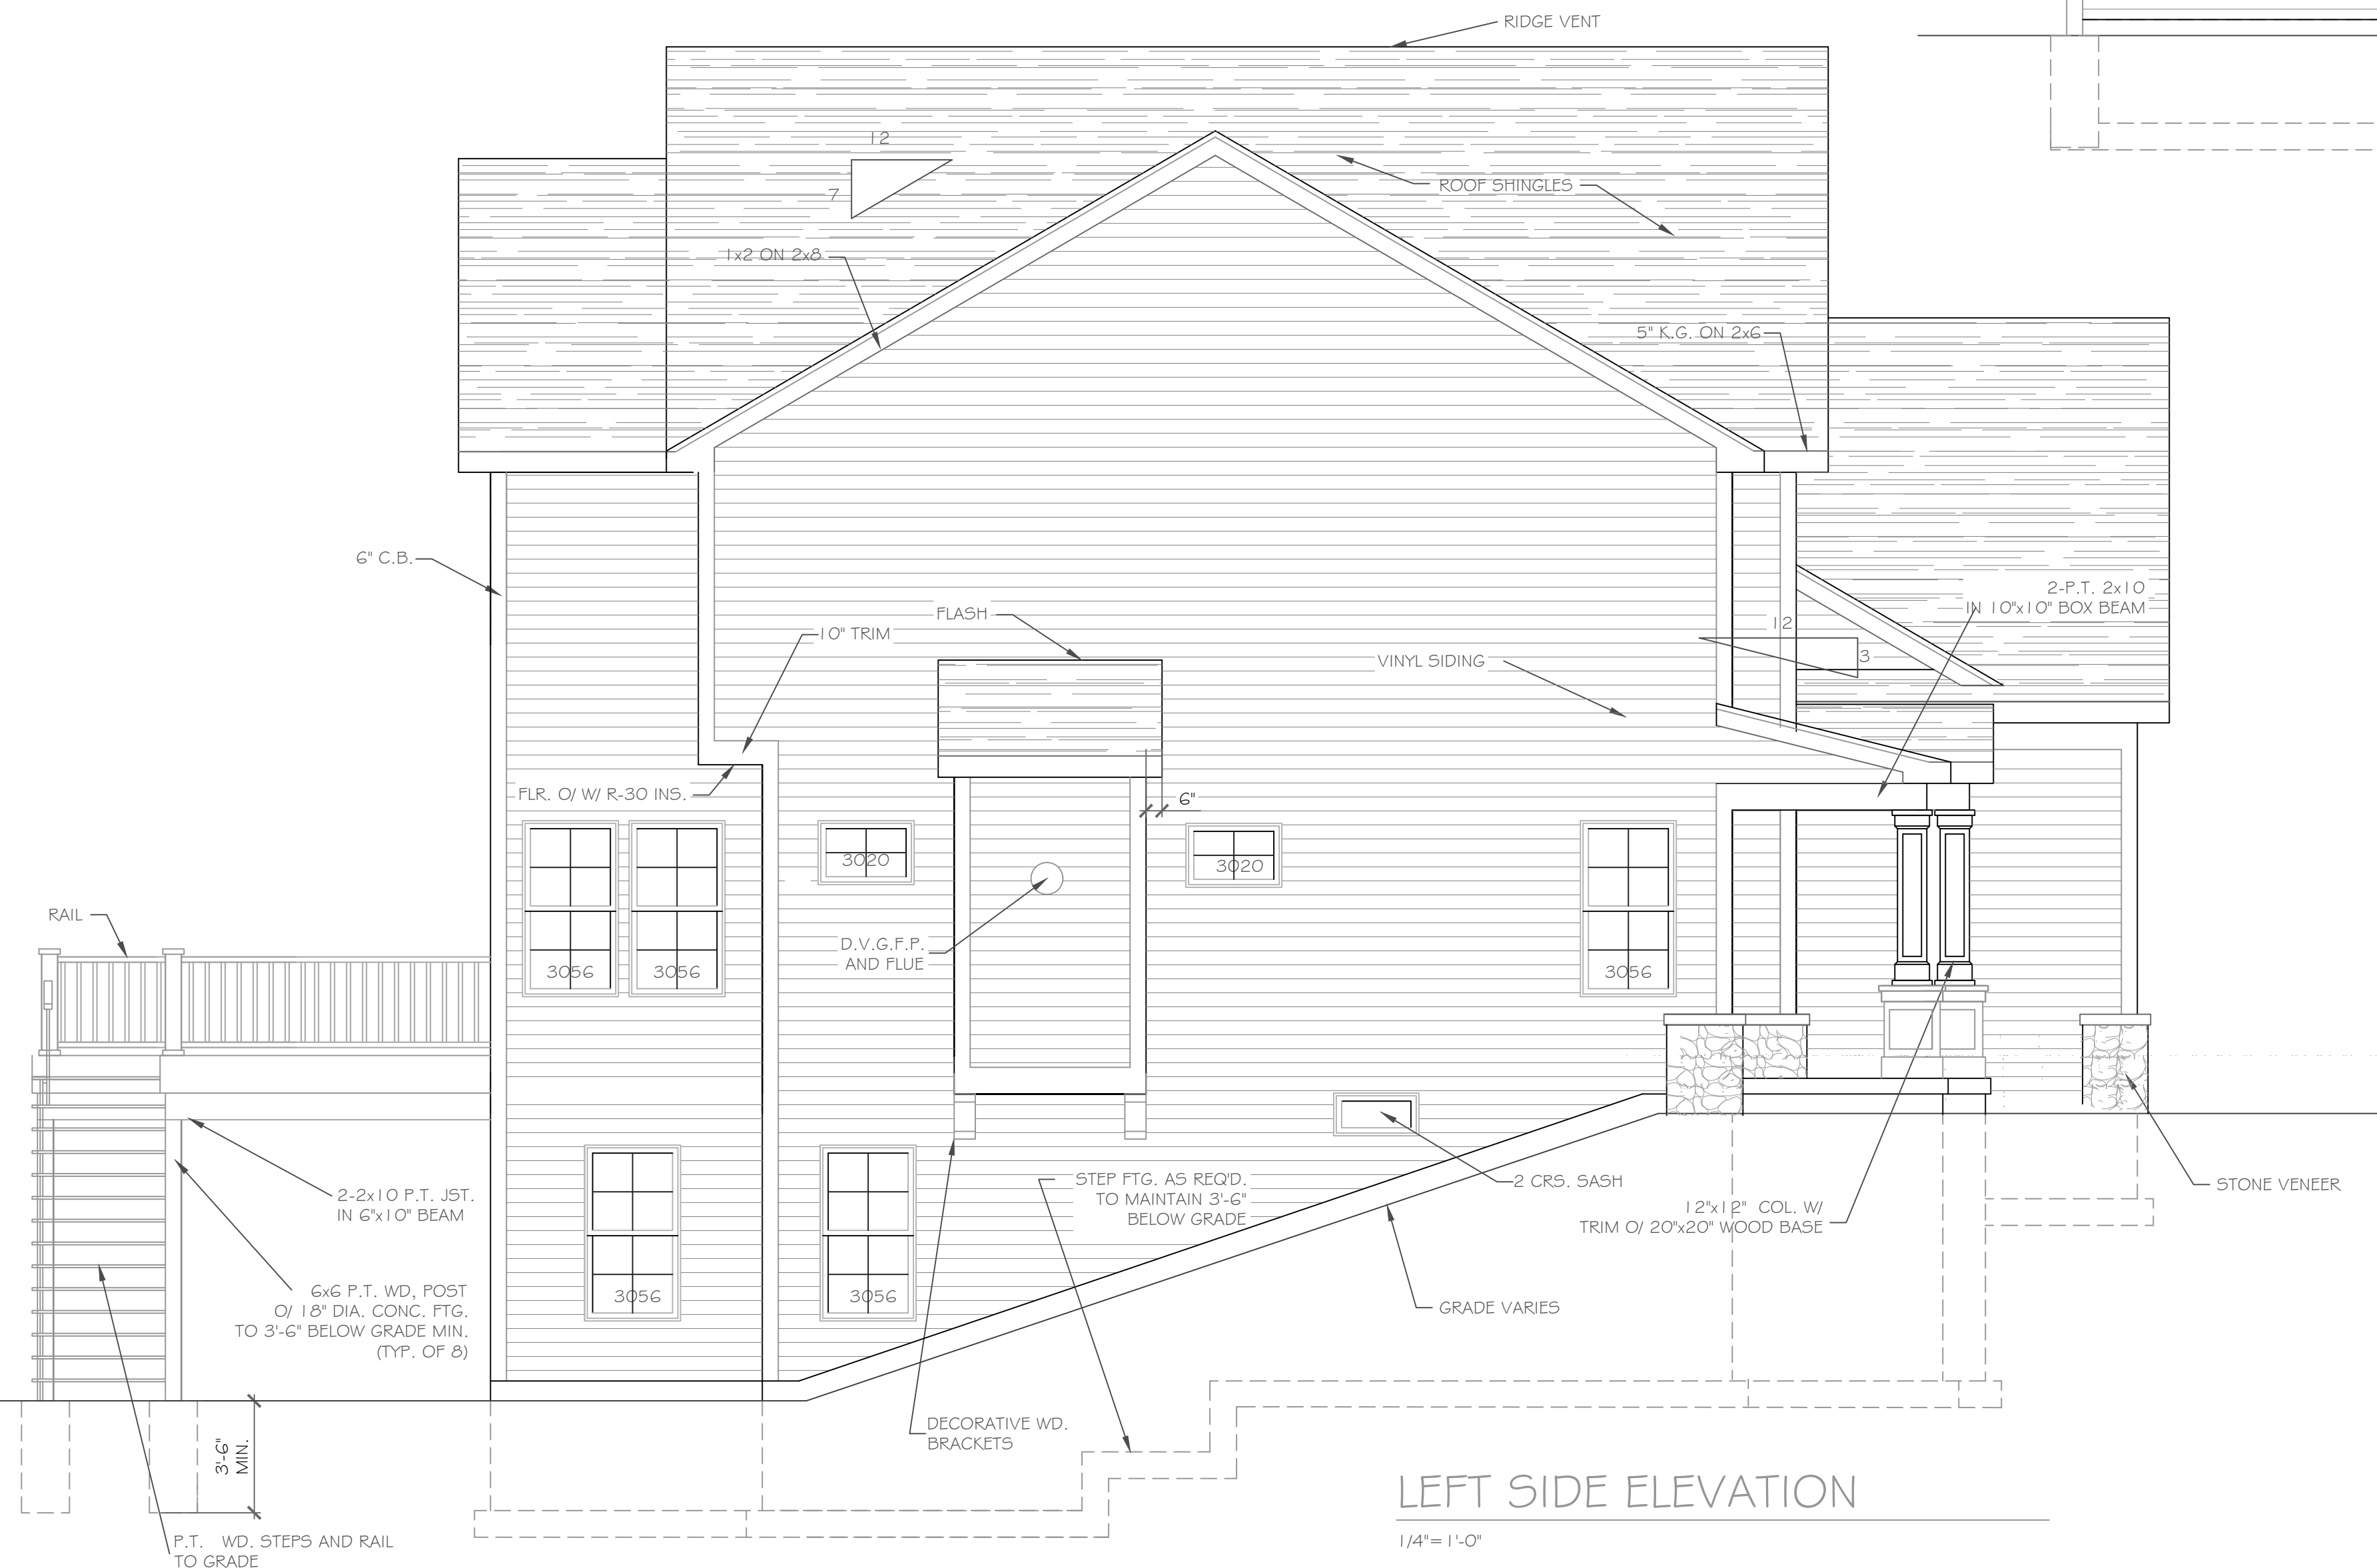 RIDGE VENT
12
7
ROOF SHINGLES
1x2 ON 2x8
5" K.G. ON 2x6
6" C.B.
2-P.T. 2x10
IN 10"x10" BOX BEAM
FLASH
12
10" TRIM
3
VINYL SIDING
FLR. O/ W/ R-30 INS.
6"
3020
3020
RAIL
D.V.G.F.P.
AND FLUE
3056
3056
3056
STEP FTG. AS REQ'D.
TO MAINTAIN 3'-6"
BELOW GRADE
2 CRS. SASH
STONE VENEER
2-2x10 P.T. JST.
IN 6"x10" BEAM
12"x12" COL. W/
TRIM O/ 20"x20" WOOD BASE
6x6 P.T. WD, POST
O/ 18" DIA. CONC. FTG.
TO 3'-6" BELOW GRADE MIN.
(TYP. OF 8)
3056
3056
GRADE VARIES
DECORATIVE WD.
BRACKETS
3'-6"
MIN.
LEFT SIDE ELEVATION
1/4"=1'-0"
P.T. WD. STEPS AND RAIL
TO GRADE